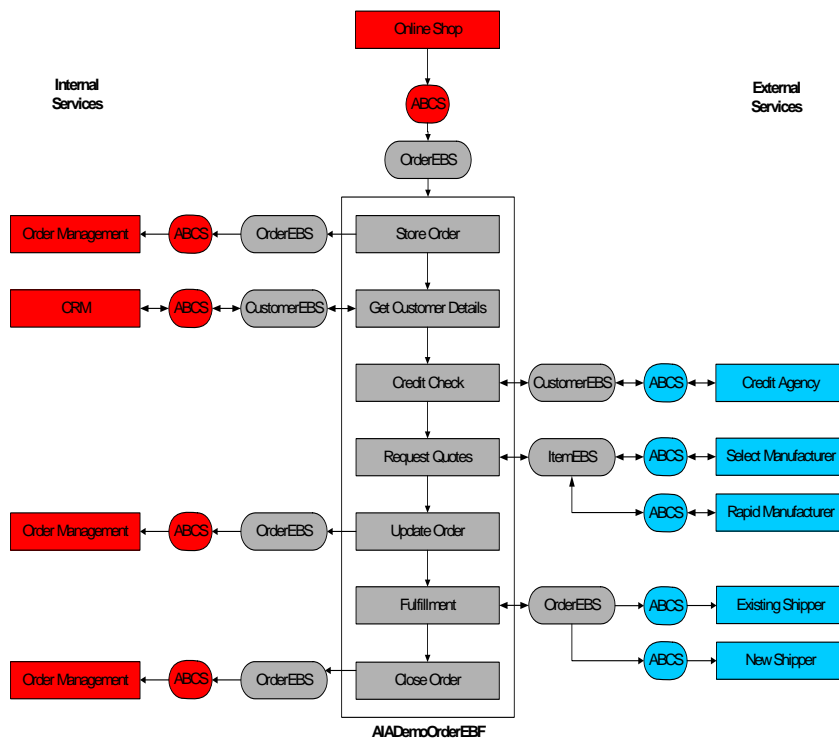 Online Shop
Internal
Services
External
Services
ABCS
OrderEBS
Order Management
ABCS
OrderEBS
Store Order
CRM
ABCS
CustomerEBS
Get Customer Details
Credit Check
CustomerEBS
ABCS
Credit Agency
Request Quotes
ItemEBS
ABCS
Select Manufacturer
ABCS
Rapid Manufacturer
Order Management
ABCS
OrderEBS
Update Order
Fulfillment
OrderEBS
ABCS
Existing Shipper
ABCS
New Shipper
Order Management
ABCS
OrderEBS
Close Order
AIADempOrderEBF